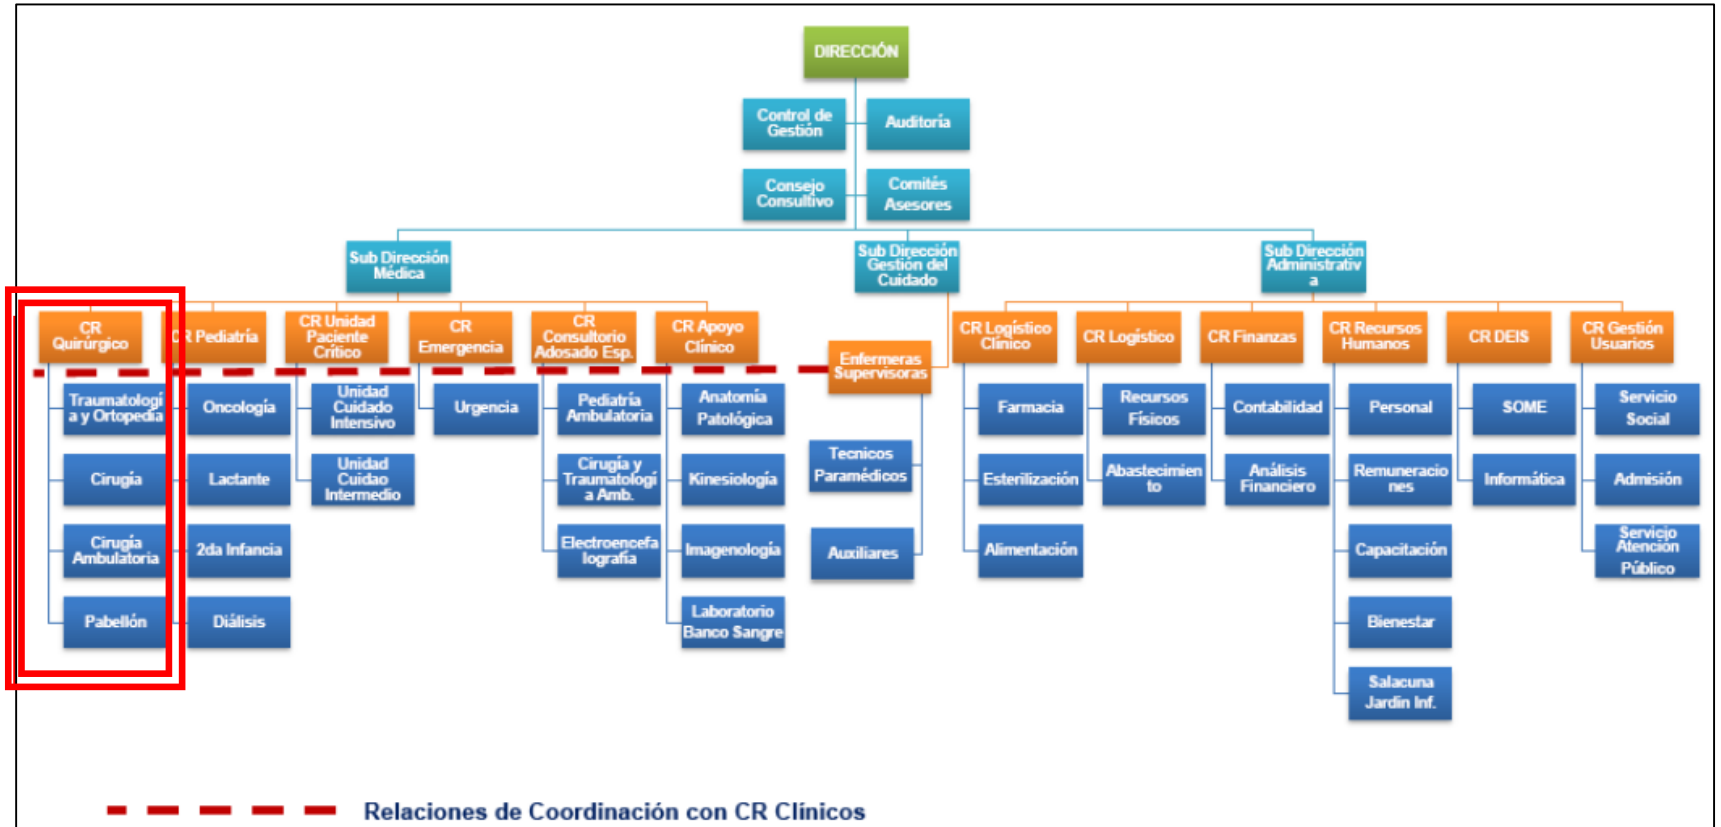 DIRECCIÓN
Control de
Gestión
Auditoría
Consejo
Consultivo
Comités
Asesores
Sub Dirección
Médica
Sub Dirección
Gestión del
Cuidado
Sub Dirección
Administrativ
a
CR
Quirúrgico
CR Pediatría
CR Unidad
Paciente
Crítico
CR
Emergencia
CR
Consultorio
Adosado Esp.
CR Apoyo
Clínico
Enfermeras
Supervisoras
CR Logístico
Clínico
CR Logístico
CR Finanzas
CR Recursos
Humanos
CR DEIS
CR Gestión
Usuarios
Traumatologí
a y Ortopedia
Cirugía
Cirugía
Ambulatoria
Pabellón
Oncología
Lactante
2da Infancia
Diálisis
Unidad
Cuidado
Intensivo
Unidad
Cuidao
Intermedio
Urgencia
Pediatría
Ambulatoria
Cirugía y
Traumatologí
a Amb.
Electroencefa
lografía
Anatomía
Patológica
Kinesiología
Imagenología
Laboratorio
Banco Sangre
Tecnicos
Paramédicos
Auxiliares
Farmacia
Esterilización
Alimentación
Recursos
Físicos
Abastecimien
to
Contabilidad
Análisis
Financiero
Personal
Remuneracio
nes
Capacitación
Bienestar
Salacuna
Jardin Inf.
SOME
Informática
Servicio
Social
Admisión
Servicio
Atención
Público
Relaciones de Coordinación con CR Clínicos